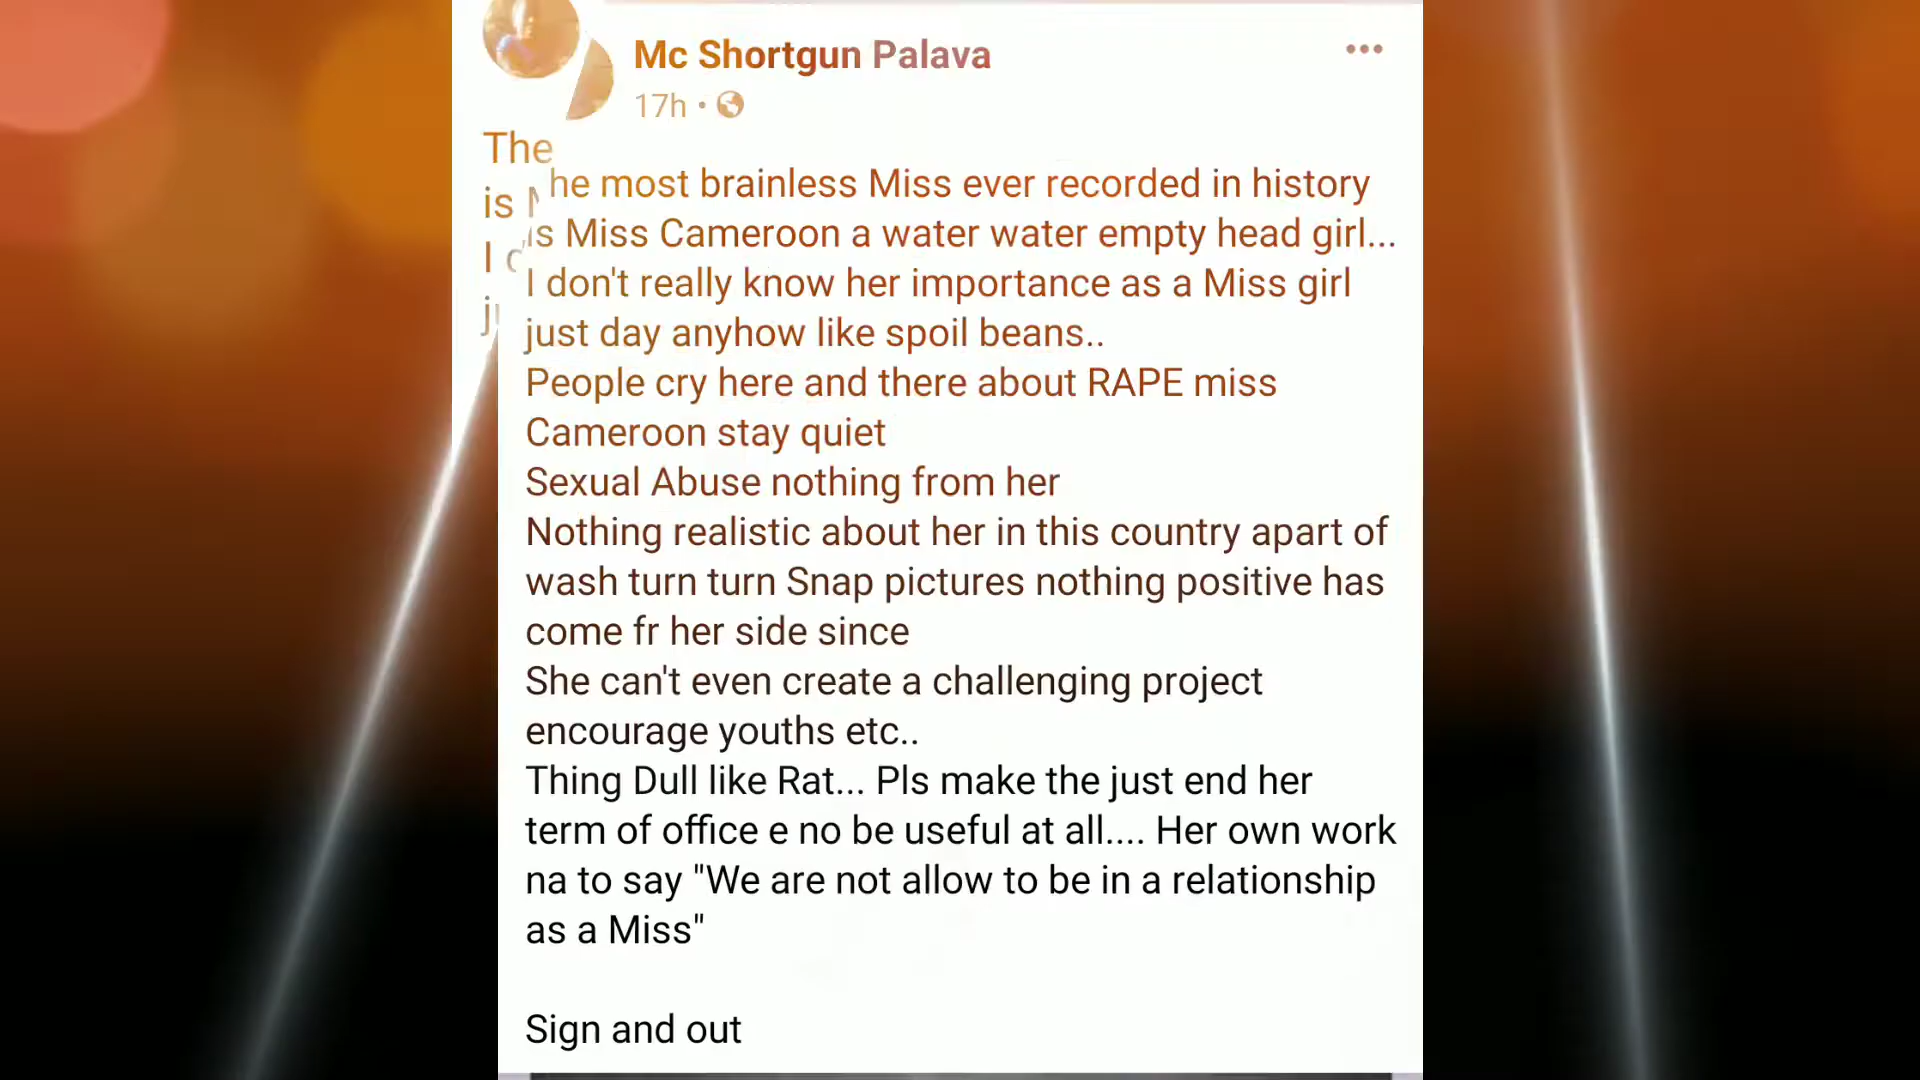 Mc Shortgun Palava
17h
The
is
I
he most brainless Miss ever recorded in history
is Miss Cameroon a water water empty head girl...
I don't really know her importance as a Miss girl
just day anyhow like spoil beans..
People cry here and there about RAPE miss
Cameroon stay quiet
Sexual Abuse nothing from her
Nothing realistic about her in this country apart of
wash turn turn Snap pictures nothing positive has
come fr her side since
She can't even create a challenging project
encourage youths etc..
Thing Dull like Rat... Pls make the just end her
term of office e no be useful at all.... Her own work
na to say "We are not allow to be in a relationship
as a Miss"
Sign and out